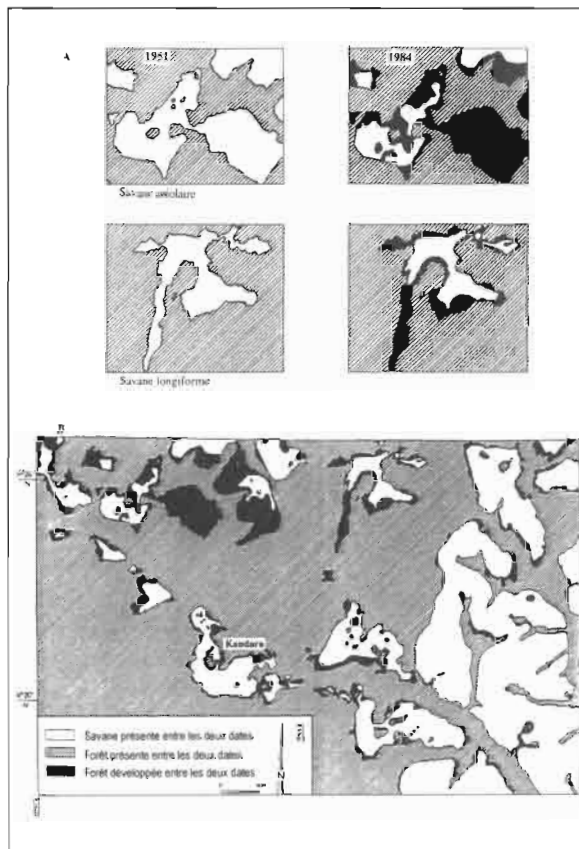 A
1951
1984
Savane aréolaire
Savane longiforme
B
Kandara
Savane présente entre les deux dates.
Forêt présente entre les deux dates.
Forêt développée entre les deux dates
N